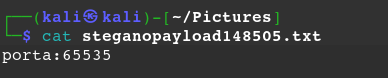 ┌──(kali㉿kali)-[~/Pictures]
└─$ cat steganopayload148505.txt
porta:65535